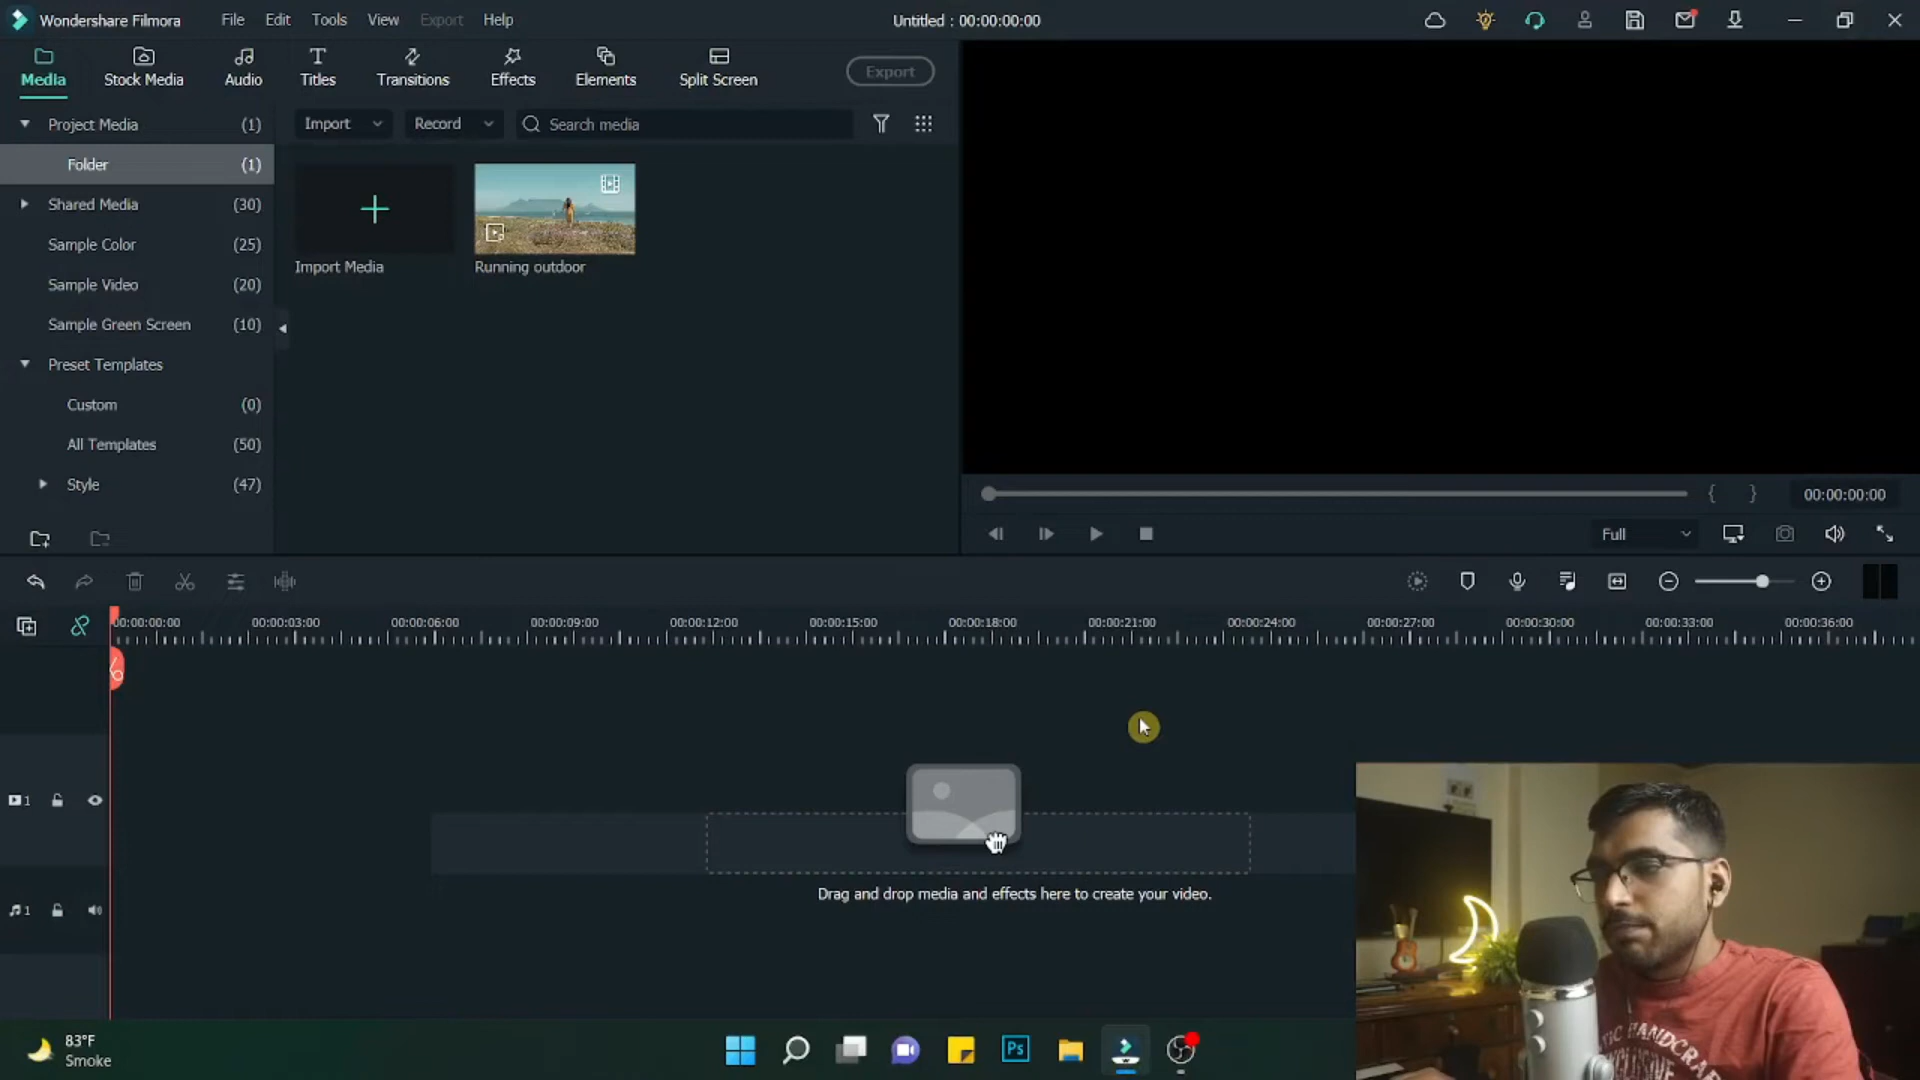 Wondershare Filmora
File
Edit
Tools
View
Export
Help
Untitled : 00:00:00:00
Media
Stock Media
Audio
Titles
Transitions
Effects
Elements
Split Screen
Export
Project Media (1)
Folder (1)
Shared Media (30)
Sample Color (25)
Sample Video (20)
Sample Green Screen (10)
Preset Templates
Custom (0)
All Templates (50)
Style (47)
Import
Record
Search media
Import Media
Running outdoor
{ }
00:00:00:00
Full
00:00:00:00
00:00:03:00
00:00:06:00
00:00:09:00
00:00:12:00
00:00:15:00
00:00:18:00
00:00:21:00
00:00:24:00
00:00:27:00
00:00:30:00
00:00:33:00
00:00:36:00
1
1
Drag and drop media and effects here to create your video.
HANDCRAF
83°F
Smoke
Ps